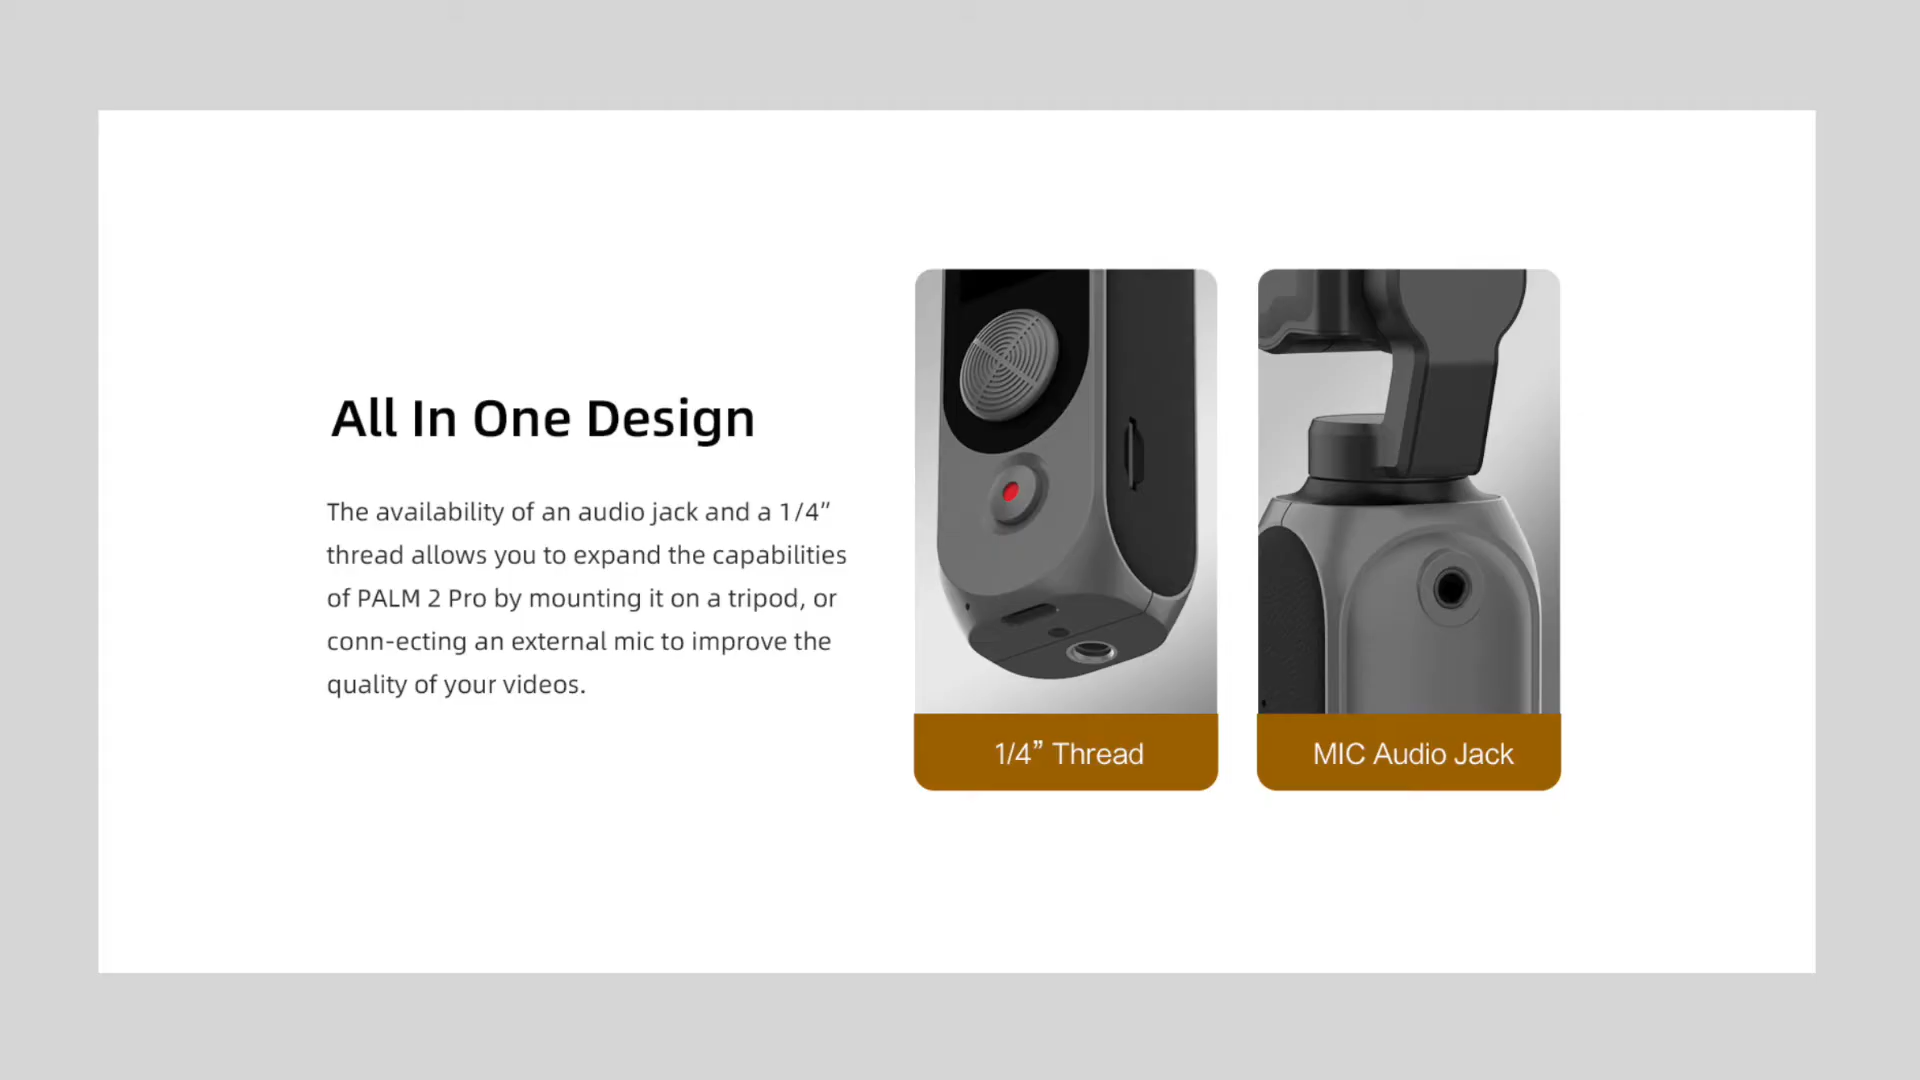 All In One Design
The availability of an audio jack and a 1/4”
thread allows you to expand the capabilities
of PALM 2 Pro by mounting it on a tripod, or
conn-ecting an external mic to improve the
quality of your videos.
1/4” Thread
MIC Audio Jack